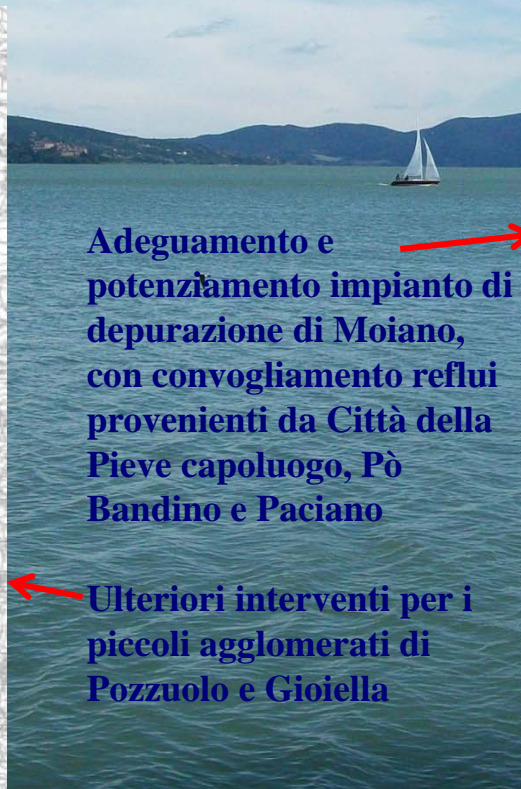 Adeguamento e
potenziamento impianto di
depurazione di Moiano,
con convogliamento reflui
provenienti da Città della
Pieve capoluogo, Pò
Bandino e Paciano
Ulteriori interventi per i
piccoli agglomerati di
Pozzuolo e Gioiella